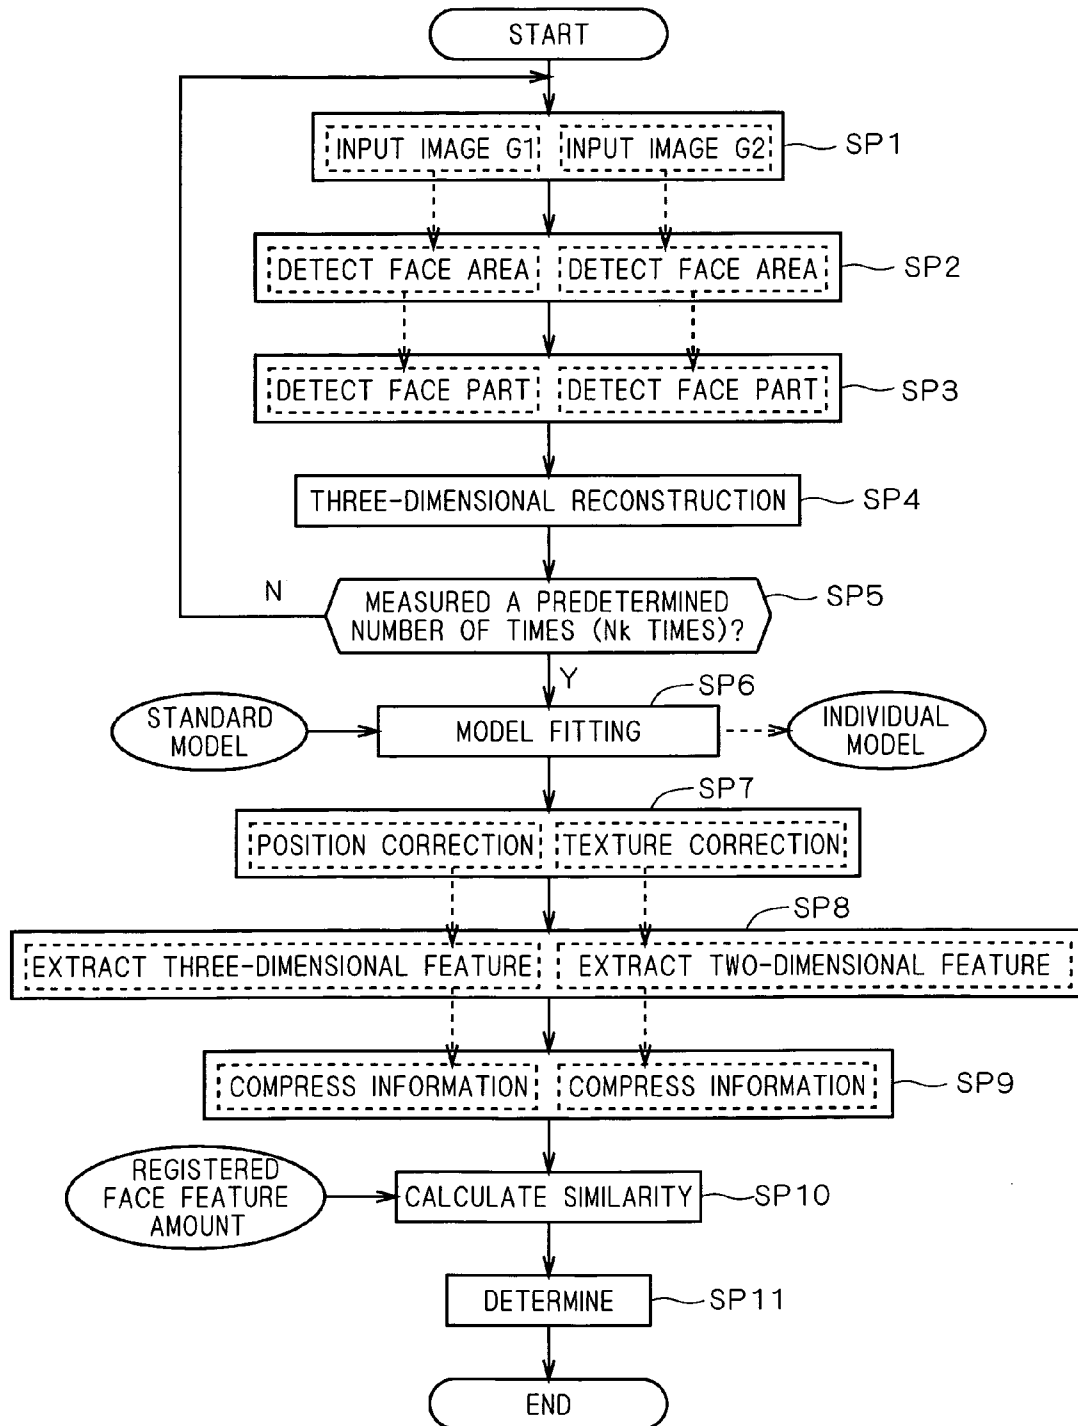 START
INPUT IMAGE G1
INPUT IMAGE G2
SP1
DETECT FACE AREA
DETECT FACE AREA
SP2
DETECT FACE PART
DETECT FACE PART
SP3
THREE-DIMENSIONAL RECONSTRUCTION
SP4
N
MEASURED A PREDETERMINED
NUMBER OF TIMES (Nk TIMES)?
SP5
Y
SP6
STANDARD
MODEL
MODEL FITTING
INDIVIDUAL
MODEL
SP7
POSITION CORRECTION
TEXTURE CORRECTION
SP8
EXTRACT THREE-DIMENSIONAL FEATURE
EXTRACT TWO-DIMENSIONAL FEATURE
COMPRESS INFORMATION
COMPRESS INFORMATION
SP9
REGISTERED
FACE FEATURE
AMOUNT
CALCULATE SIMILARITY
SP10
DETERMINE
SP11
END